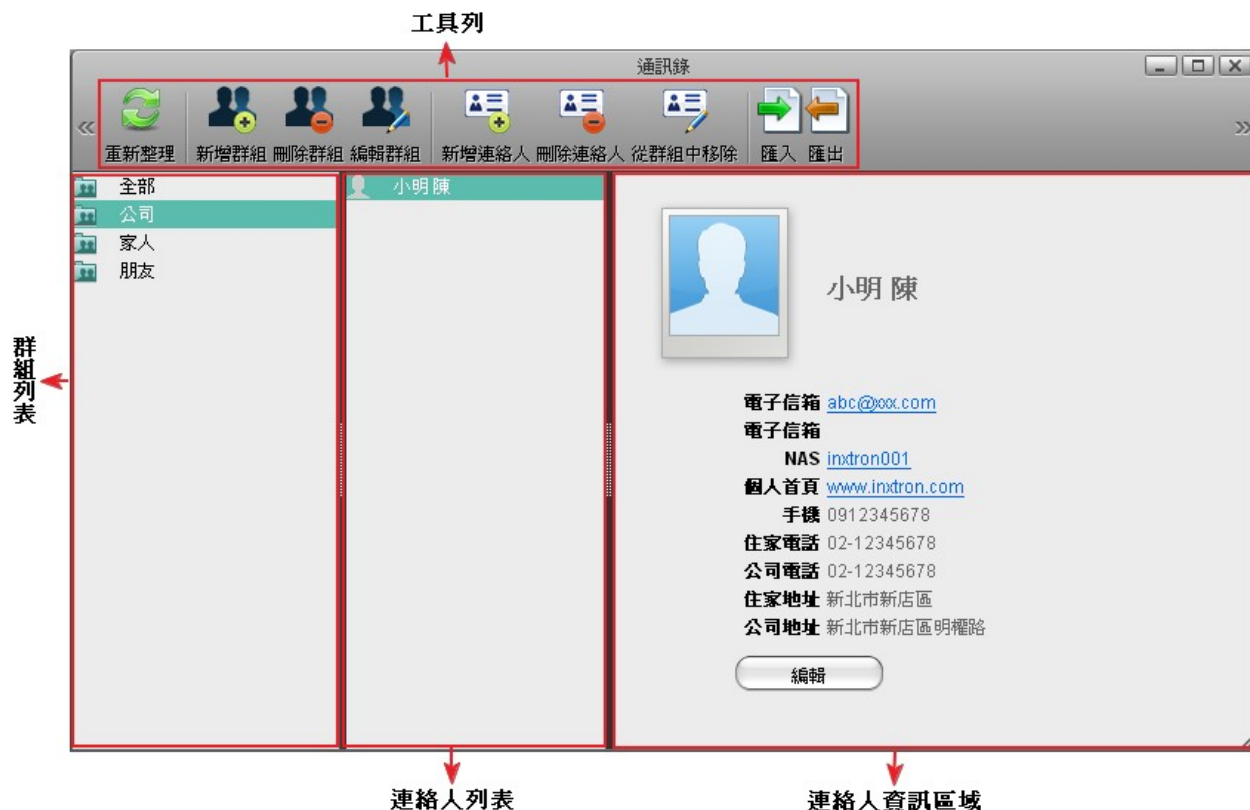 工具列
通訊錄
重新整理 新增群組 刪除群組 編輯群組 新增連絡人 刪除連絡人 從群組中移除 匯入 匯出
全部
公司
家人
朋友
小明 陳
小明 陳
群組列表
電子信箱 abc@xxx.com
電子信箱
NAS inxtron001
個人首頁 www.inxtron.com
手機 0912345678
住家電話 02-12345678
公司電話 02-12345678
住家地址 新北市新店區
公司地址 新北市新店區明權路
編輯
連絡人列表
連絡人資訊區域